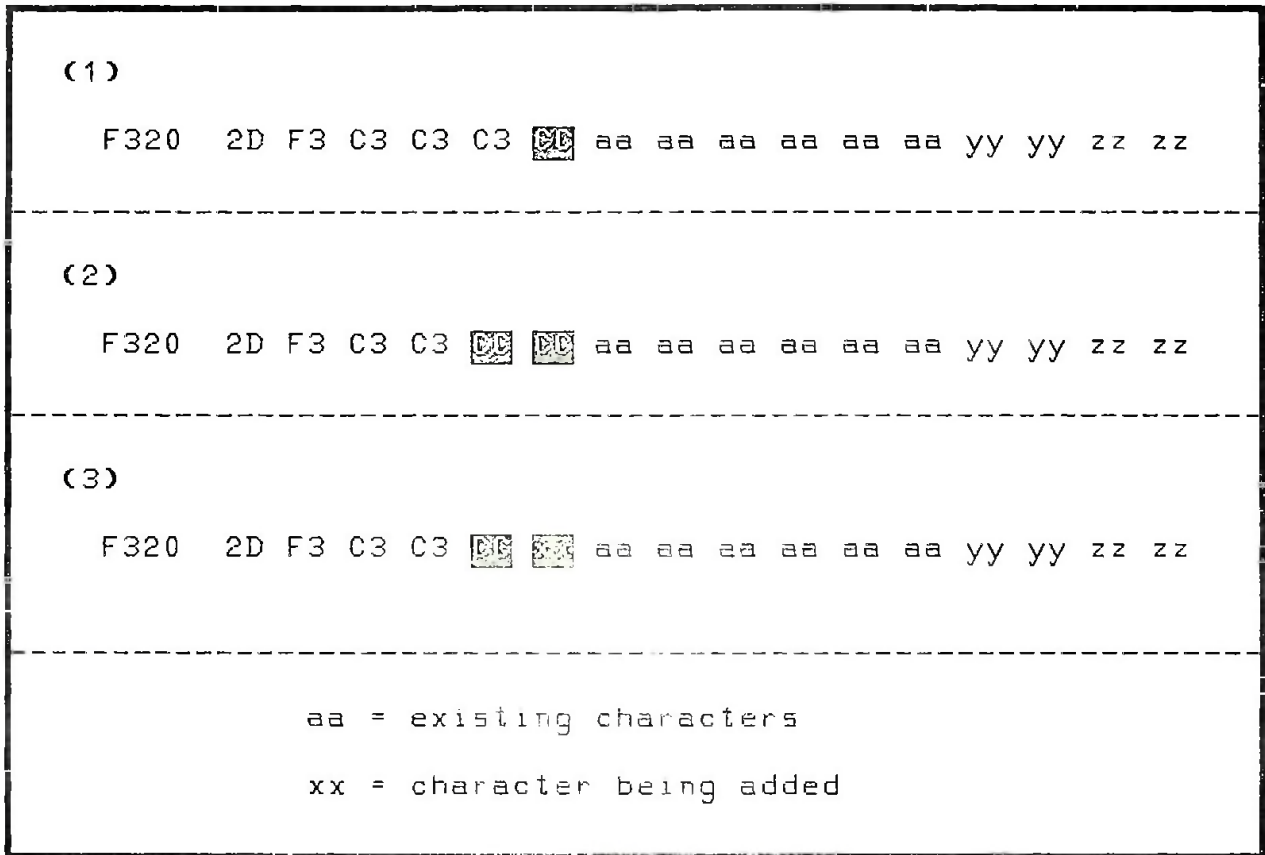 (1)
F320 2D F3 C3 C3 C3 aa aa aa aa aa aa yy yy zz zz
(2)
F320 2D F3 C3 C3 aa aa aa aa aa aa yy yy zz zz
(3)
F320 2D F3 C3 C3 xx aa aa aa aa aa aa yy yy zz zz
aa = existing characters
xx = character being added